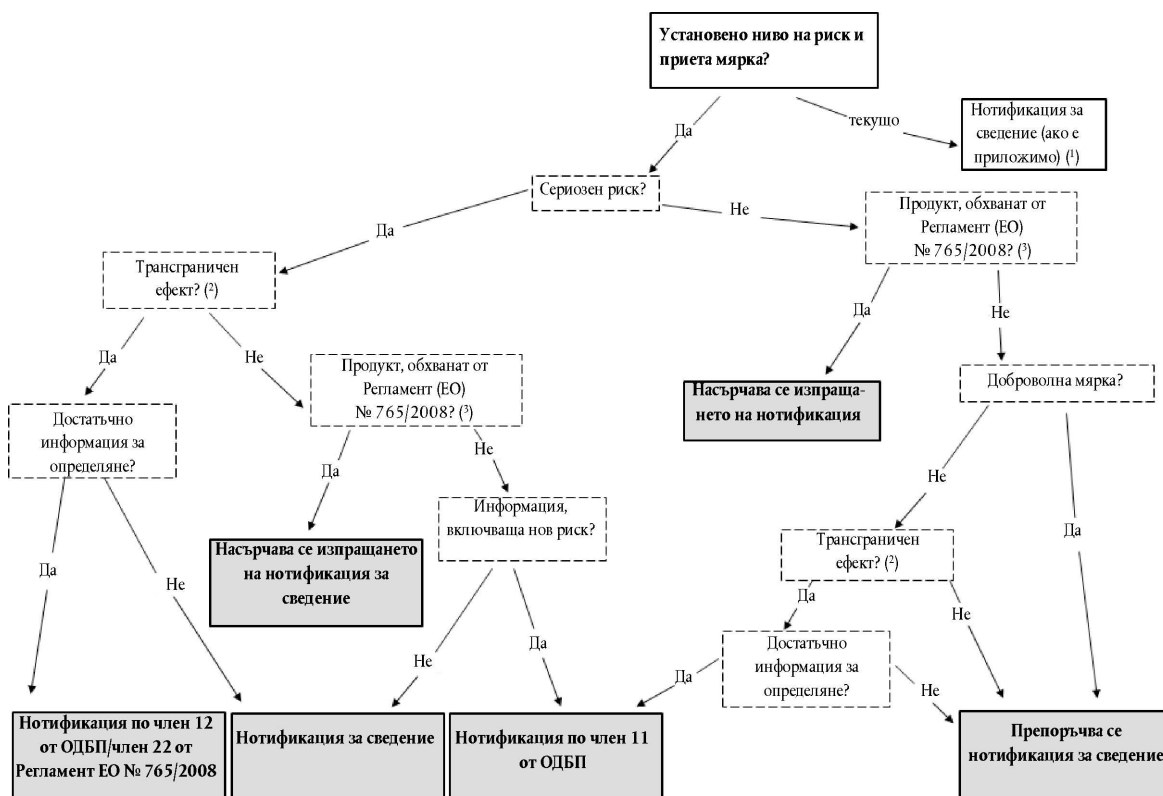 Установено ниво на риск и
приета мярка?
Да
текущо
Нотификация за
сведение (ако е
приложимо) (¹)
Сериозен риск?
Да
Не
Продукт, обхванат от
Регламент (ЕО)
№ 765/2008? (³)
Трансграничен
ефект? (²)
Да
Не
Да
Не
Продукт, обхванат от
Регламент (ЕО)
№ 765/2008? (³)
Насърчава се изпраща-
нето на нотификация
Доброволна мярка?
Достатъчно
информация за
определяне?
Да
Не
Не
Да
Информация,
включваща нов риск?
Насърчава се изпращането
на нотификация за
сведение
Трансграничен
ефект? (²)
Да
Не
Не
Да
Да
Не
Достатъчно
информация за
определяне?
Да
Не
Нотификация по член 12
от ОДБП/член 22 от
Регламент ЕО № 765/2008
Нотификация за сведение
Нотификация по член 11
от ОДБП
Препоръчва се
нотификация за сведение